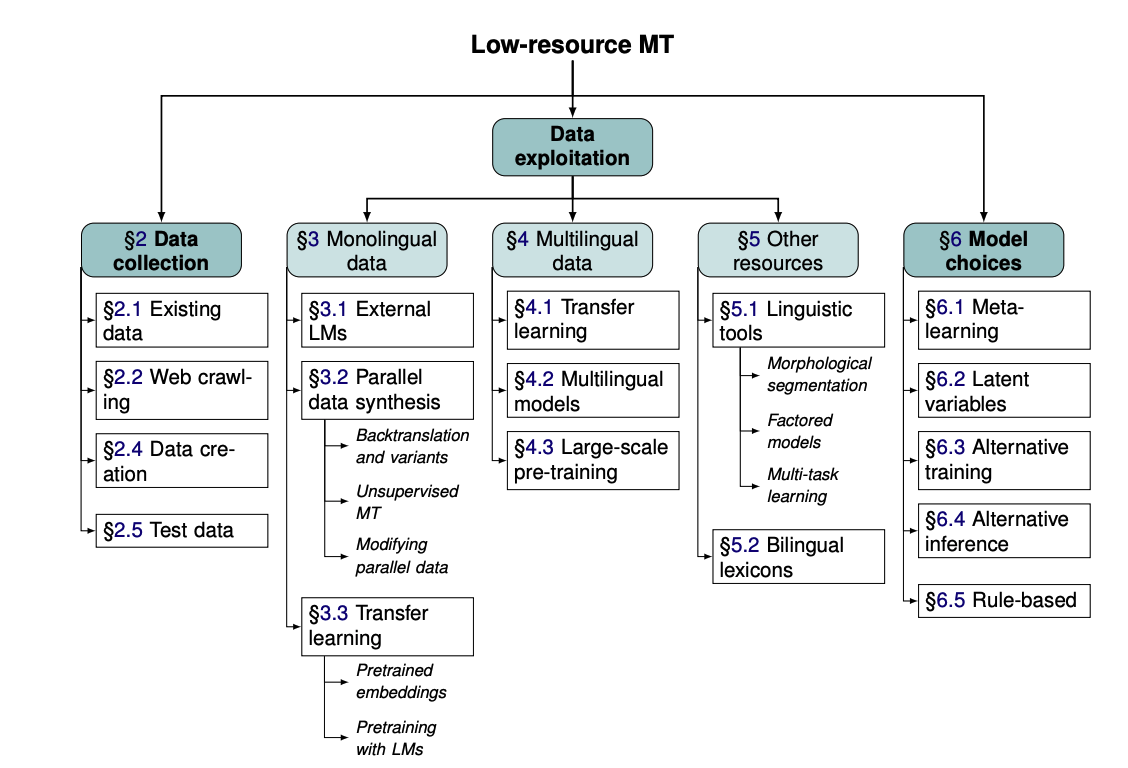 Low-resource MT
Data
exploitation
§2 Data
collection
§2.1 Existing
data
§2.2 Web crawl-
ing
§2.4 Data cre-
ation
§2.5 Test data
§3 Monolingual
data
§3.1 External
LMs
§3.2 Parallel
data synthesis
Backtranslation
and variants
Unsupervised
MT
Modifying
parallel data
§3.3 Transfer
learning
Pretrained
embeddings
Pretraining
with LMs
§4 Multilingual
data
§4.1 Transfer
learning
§4.2 Multilingual
models
§4.3 Large-scale
pre-training
§5 Other
resources
§5.1 Linguistic
tools
Morphological
segmentation
Factored
models
Multi-task
learning
§5.2 Bilingual
lexicons
§6 Model
choices
§6.1 Meta-
learning
§6.2 Latent
variables
§6.3 Alternative
training
§6.4 Alternative
inference
§6.5 Rule-based